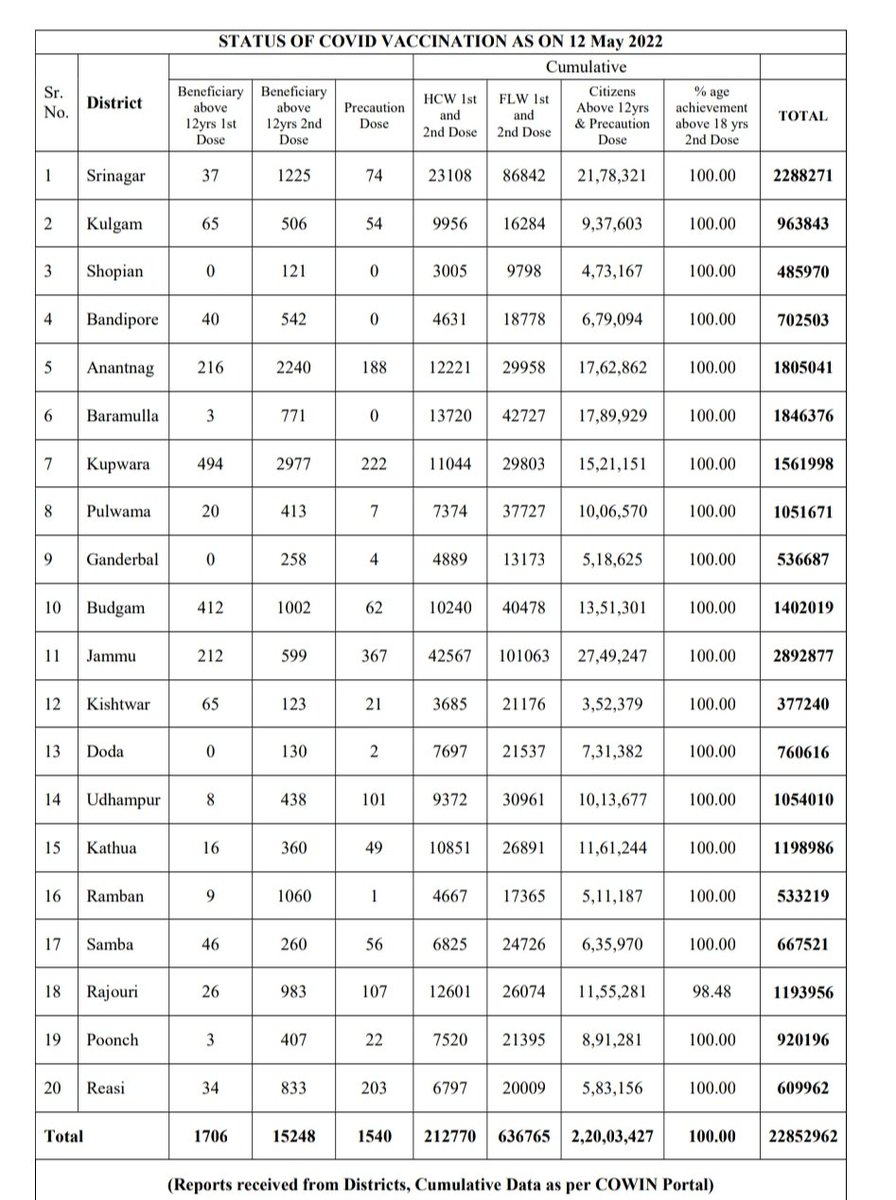 STATUS OF COVID VACCINATION AS ON 12 May 2022
Cumulative
Sr. No. District Beneficiary above 12yrs 1st Dose Beneficiary above 12yrs 2nd Dose Precaution Dose HCW 1st and 2nd Dose FLW 1st and 2nd Dose Citizens Above 12yrs & Precaution Dose % age achievement above 18 yrs 2nd Dose TOTAL
1 Srinagar 37 1225 74 23108 86842 21,78,321 100.00 2288271
2 Kulgam 65 506 54 9956 16284 9,37,603 100.00 963843
3 Shopian 0 121 0 3005 9798 4,73,167 100.00 485970
4 Bandipore 40 542 0 4631 18778 6,79,094 100.00 702503
5 Anantnag 216 2240 188 12221 29958 17,62,862 100.00 1805041
6 Baramulla 3 771 0 13720 42727 17,89,929 100.00 1846376
7 Kupwara 494 2977 222 11044 29803 15,21,151 100.00 1561998
8 Pulwama 20 413 7 7374 37727 10,06,570 100.00 1051671
9 Ganderbal 0 258 4 4889 13173 5,18,625 100.00 536687
10 Budgam 412 1002 62 10240 40478 13,51,301 100.00 1402019
11 Jammu 212 599 367 42567 101063 27,49,247 100.00 2892877
12 Kishtwar 65 123 21 3685 21176 3,52,379 100.00 377240
13 Doda 0 130 2 7697 21537 7,31,382 100.00 760616
14 Udhampur 8 438 101 9372 30961 10,13,677 100.00 1054010
15 Kathua 16 360 49 10851 26891 11,61,244 100.00 1198986
16 Ramban 9 1060 1 4667 17365 5,11,187 100.00 533219
17 Samba 46 260 56 6825 24726 6,35,970 100.00 667521
18 Rajouri 26 983 107 12601 26074 11,55,281 98.48 1193956
19 Poonch 3 407 22 7520 21395 8,91,281 100.00 920196
20 Reasi 34 833 203 6797 20009 5,83,156 100.00 609962
Total 1706 15248 1540 212770 636765 2,20,03,427 100.00 22852962
(Reports received from Districts, Cumulative Data as per COWIN Portal)